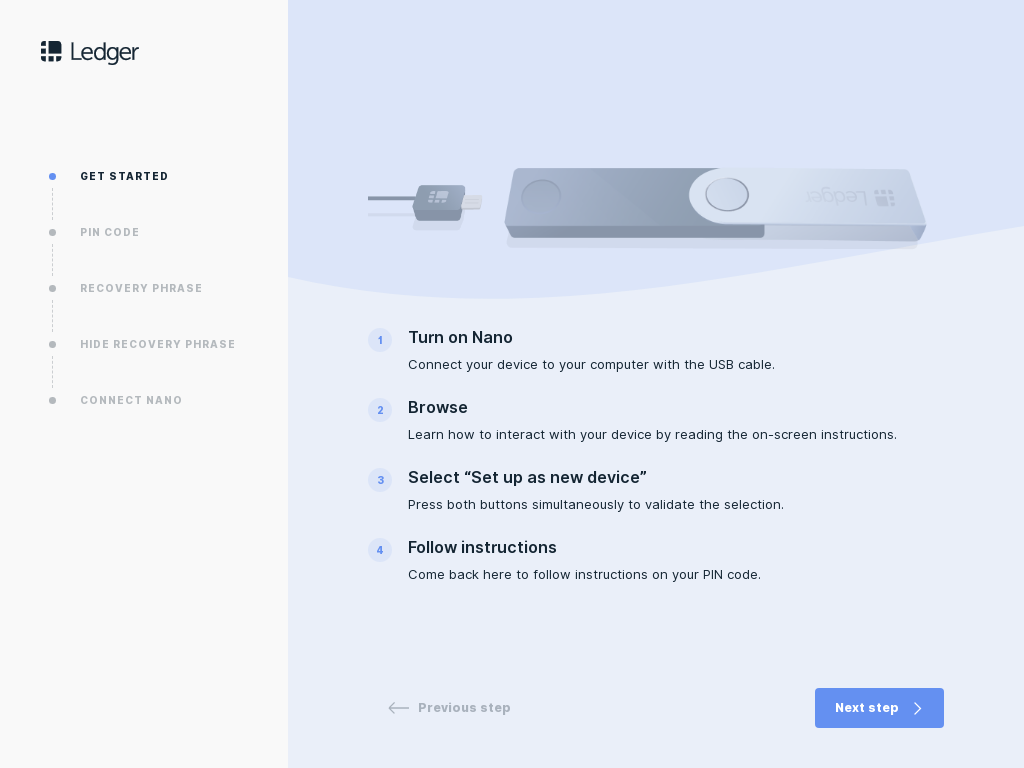 Ledger
GET STARTED
PIN CODE
RECOVERY PHRASE
HIDE RECOVERY PHRASE
CONNECT NANO
Ledger
1
Turn on Nano
Connect your device to your computer with the USB cable.
2
Browse
Learn how to interact with your device by reading the on-screen instructions.
3
Select “Set up as new device”
Press both buttons simultaneously to validate the selection.
4
Follow instructions
Come back here to follow instructions on your PIN code.
Previous step
Next step